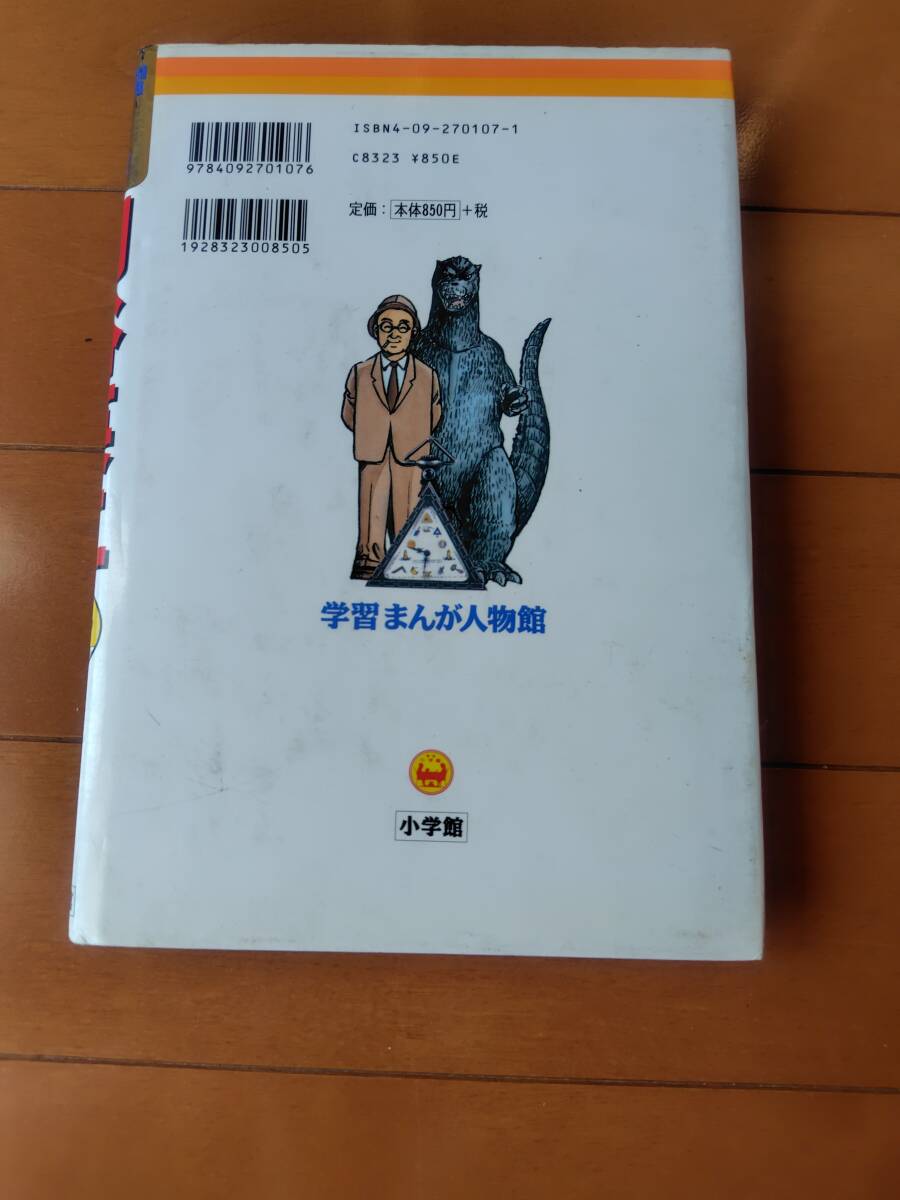 ISBN4-09-270107-1
C8323 ¥850E
9784092701076
定価：本体850円+税
1928323008505
学習まんが人物館
小学館